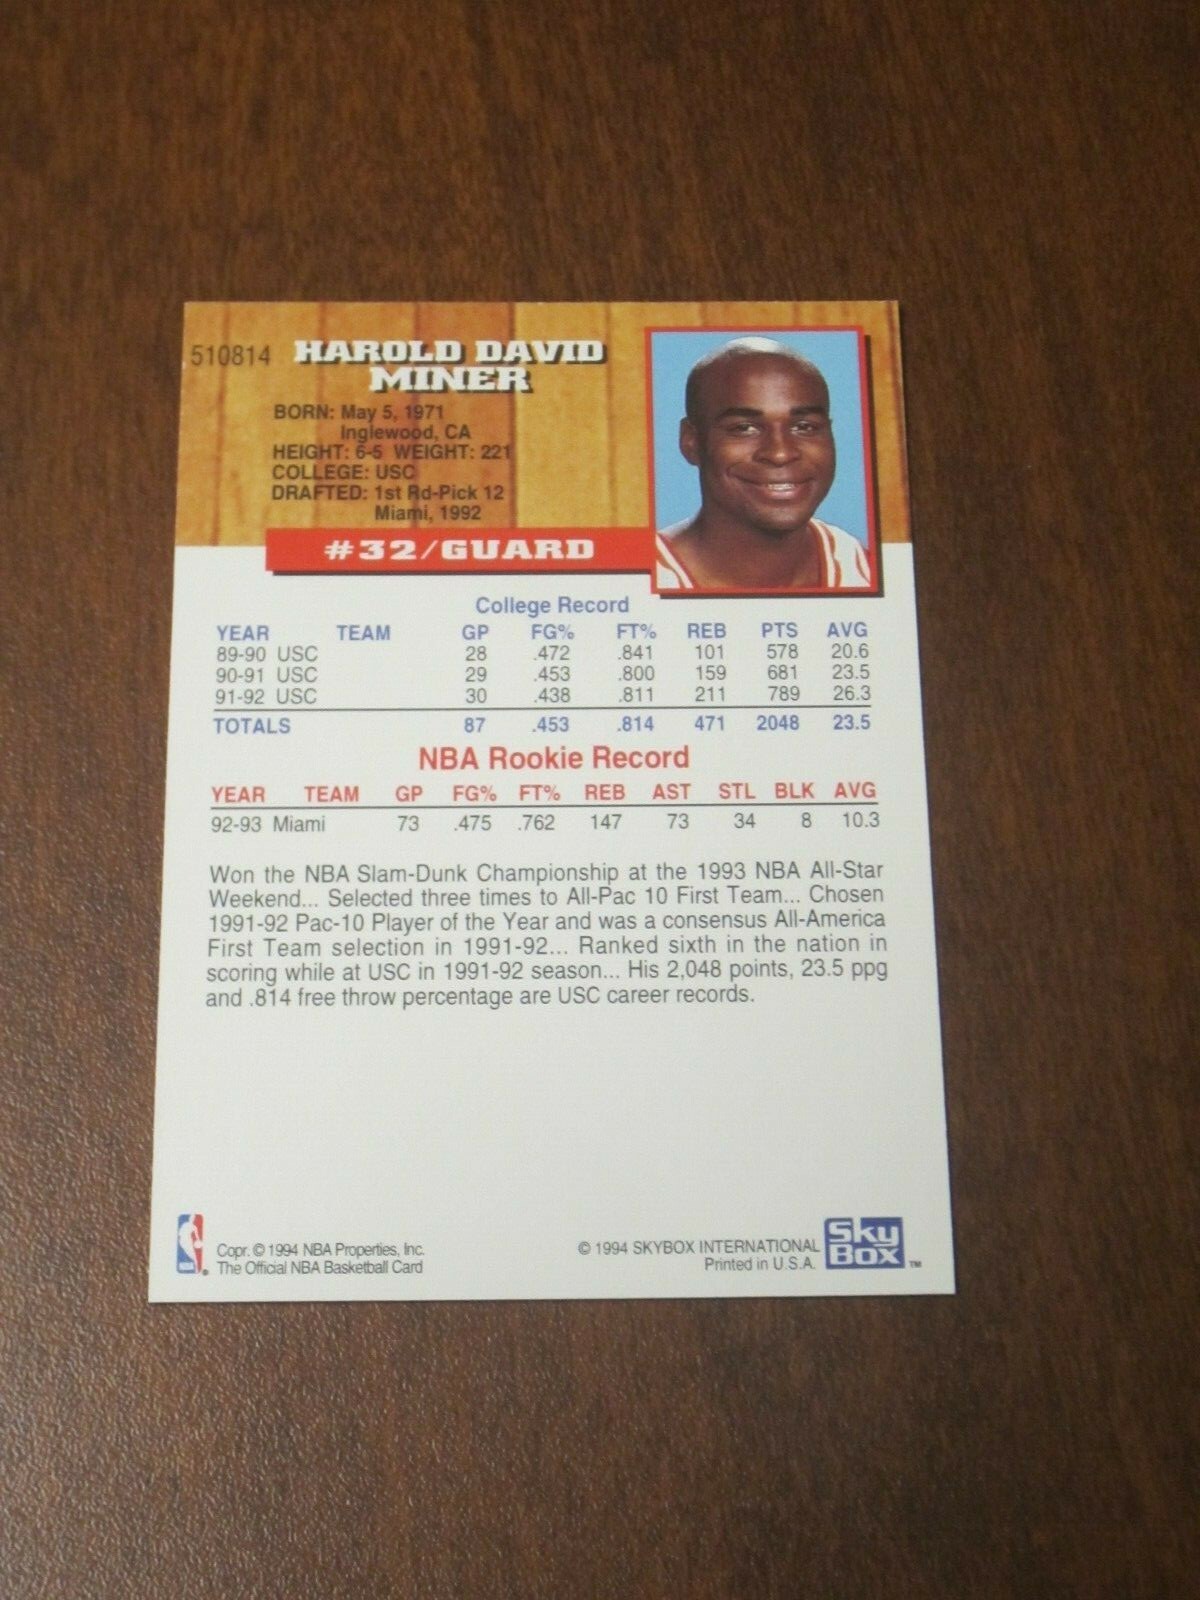 510814 HAROLD DAVID
MINER
BORN: May 5, 1971
Inglewood, CA
HEIGHT: 6-5 WEIGHT: 221
COLLEGE: USC
DRAFTED: 1st Rd-Pick 12
Miami, 1992
#32/GUARD
College Record
YEAR TEAM GP FG% FT% REB PTS AVG
89-90 USC 28 .472 .841 101 578 20.6
90-91 USC 29 .453 .800 159 681 23.5
91-92 USC 30 .438 .811 211 789 26.3
TOTALS 87 .453 .814 471 2048 23.5
NBA Rookie Record
YEAR TEAM GP FG% FT% REB AST STL BLK AVG
92-93 Miami 73 .475 .762 147 73 34 8 10.3
Won the NBA Slam-Dunk Championship at the 1993 NBA All-Star
Weekend... Selected three times to All-Pac 10 First Team... Chosen
1991-92 Pac-10 Player of the Year and was a consensus All-America
First Team selection in 1991-92... Ranked sixth in the nation in
scoring while at USC in 1991-92 season... His 2,048 points, 23.5 ppg
and .814 free throw percentage are USC career records.
NBA
Copr. © 1994 NBA Properties, Inc.
The Official NBA Basketball Card
© 1994 SKYBOX INTERNATIONAL
Printed in U.S.A.
Sky
Box ™